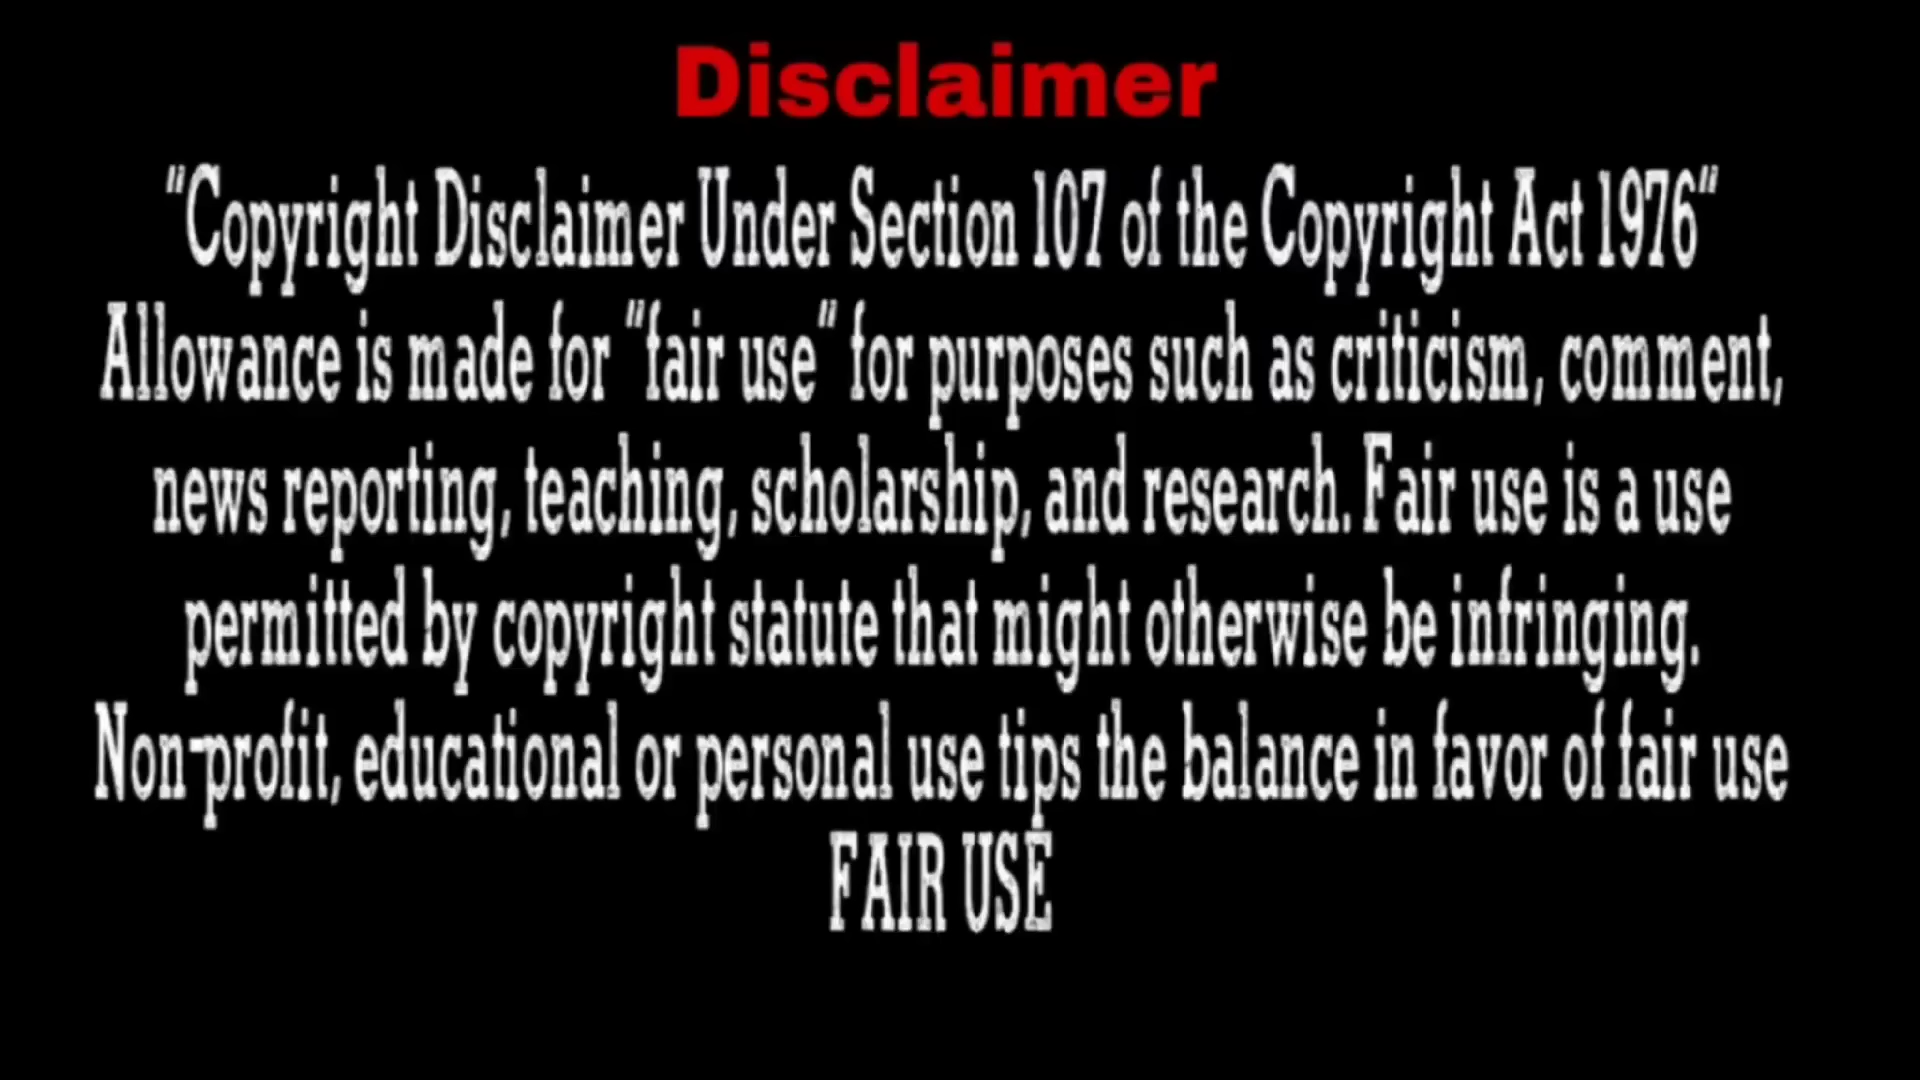 Disclaimer
"Copyright Disclaimer Under Section 107 of the Copyright Act 1976"
Allowance is made for "fair use" for purposes such as criticism, comment,
news reporting, teaching, scholarship, and research. Fair use is a use
permitted by copyright statute that might otherwise be infringing.
Non-profit, educational or personal use tips the balance in favor of fair use
FAIR USE